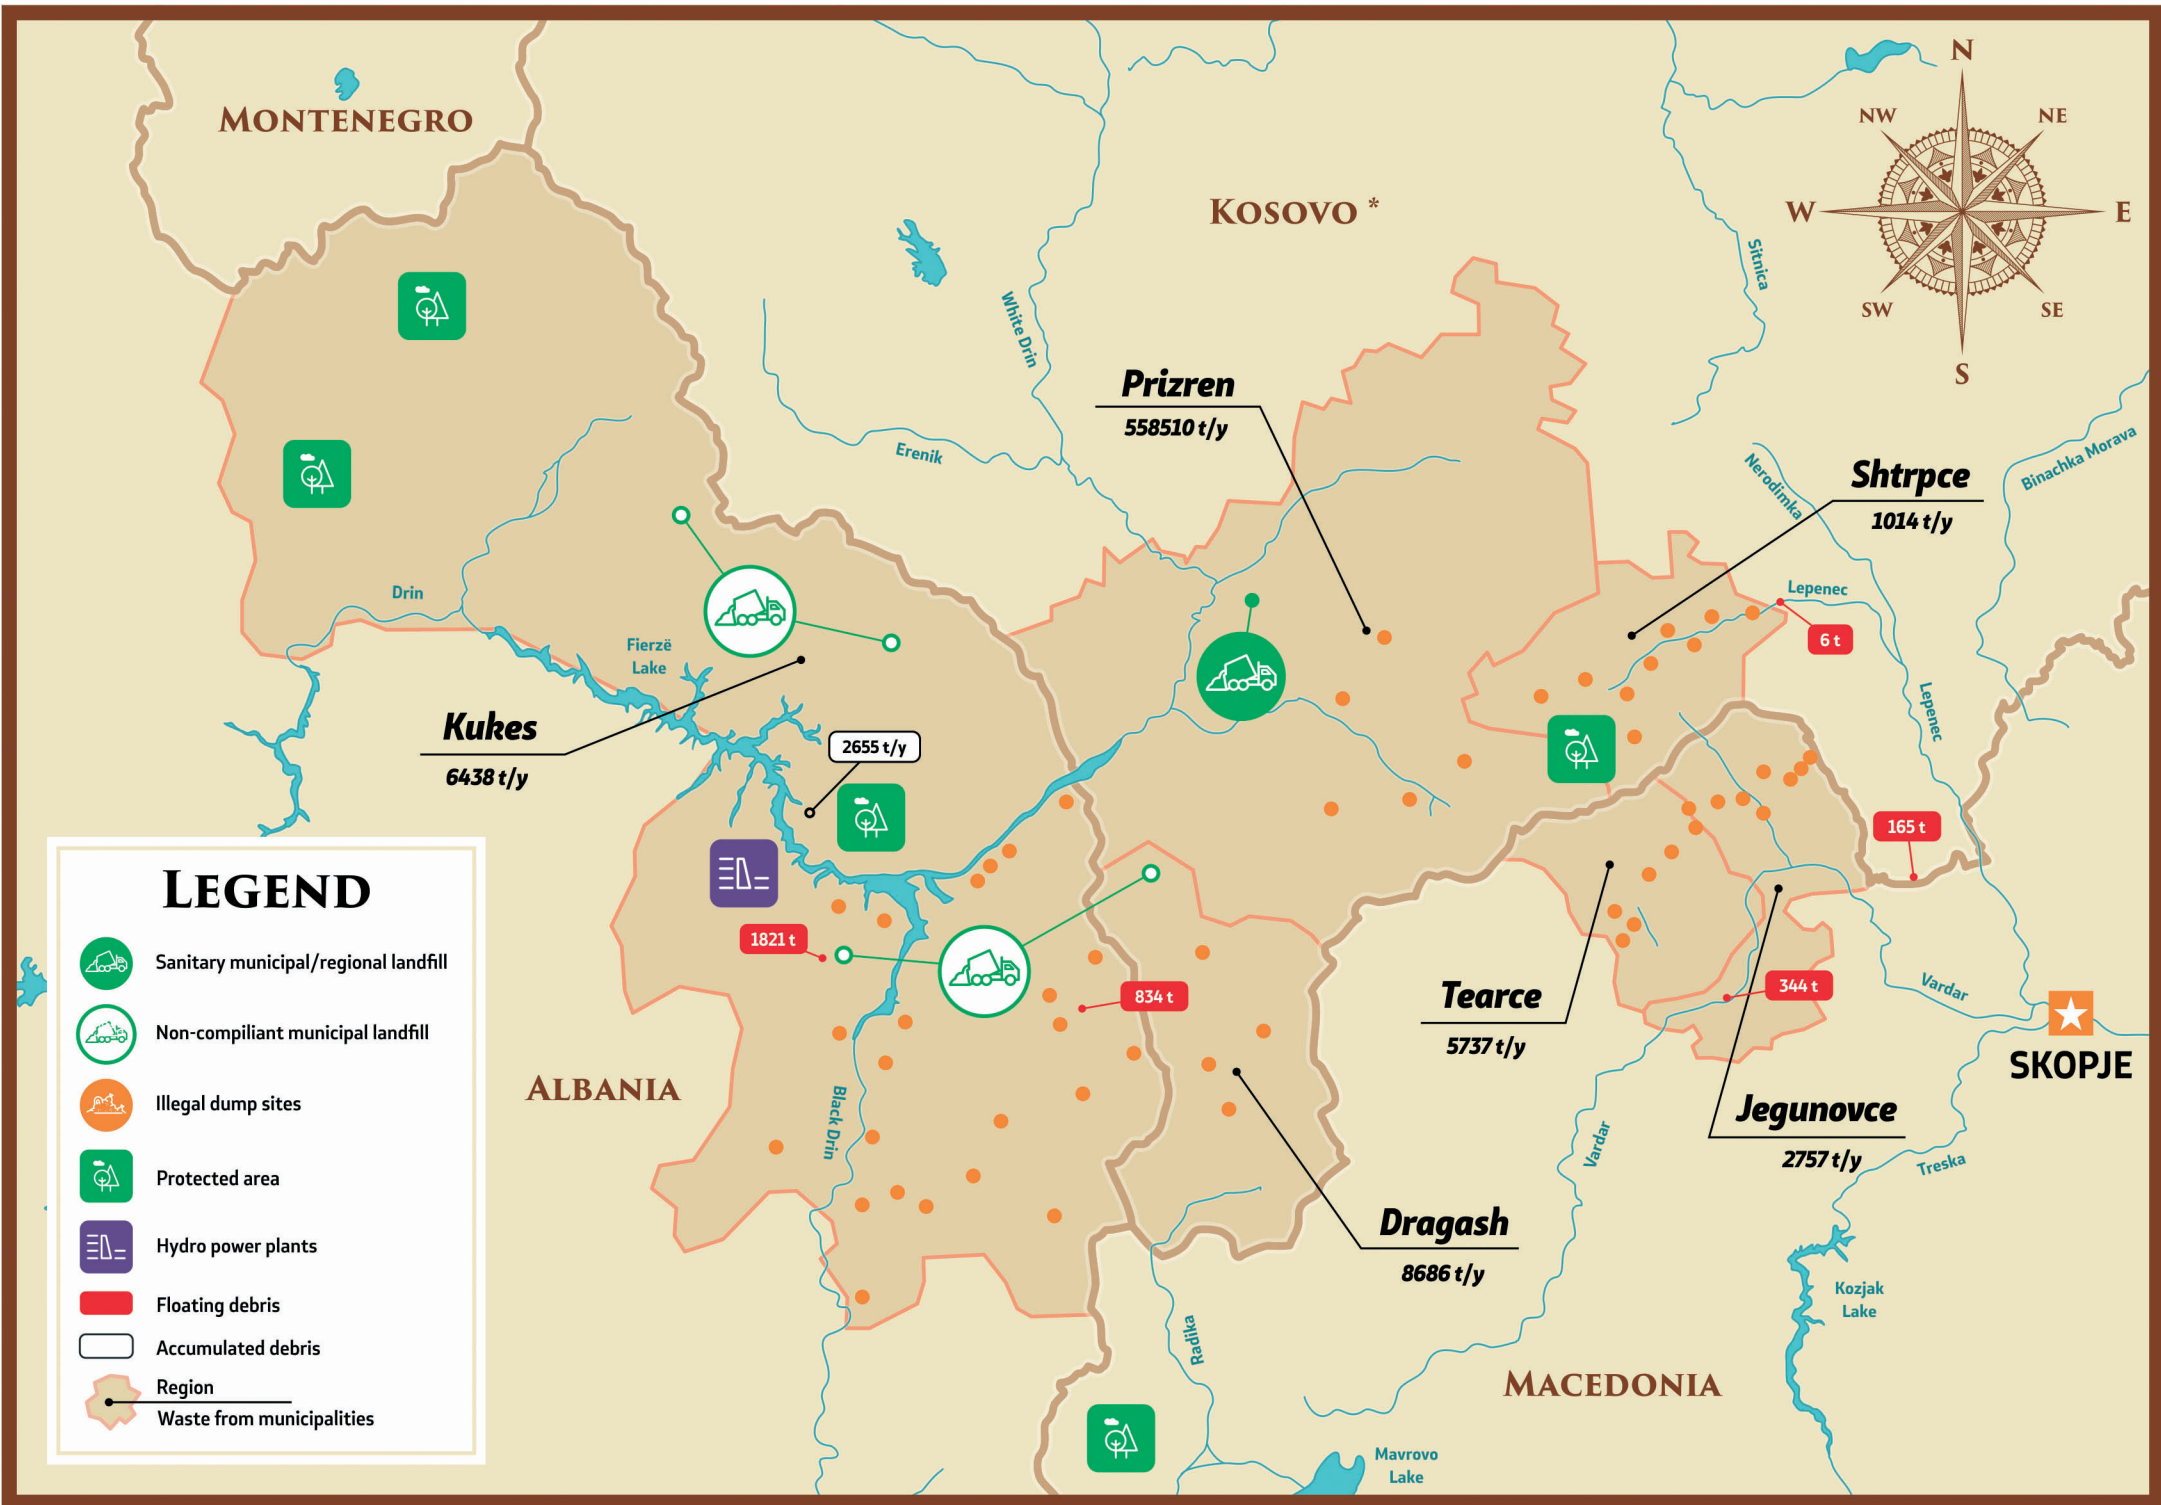 MONTENEGRO
KOSOVO *
N
NW
NE
W
E
SW
SE
S
Sitnica
White Drin
Prizren
558510 t/y
Erenik
Shtrpce
1014 t/y
Nerodimka
Binachka Morava
Drin
Lepenec
6 t
Fierzë
Lake
Kukes
6438 t/y
2655 t/y
Lepenec
165 t
1821 t
834 t
344 t
Tearce
5737 t/y
Vardar
SKOPJE
ALBANIA
Black Drin
Jegunovce
2757 t/y
Vardar
Treska
Dragash
8686 t/y
Radika
Kozjak
Lake
MACEDONIA
Mavrovo
Lake
LEGEND
Sanitary municipal/regional landfill
Non-compiliant municipal landfill
Illegal dump sites
Protected area
Hydro power plants
Floating debris
Accumulated debris
Region
Waste from municipalities